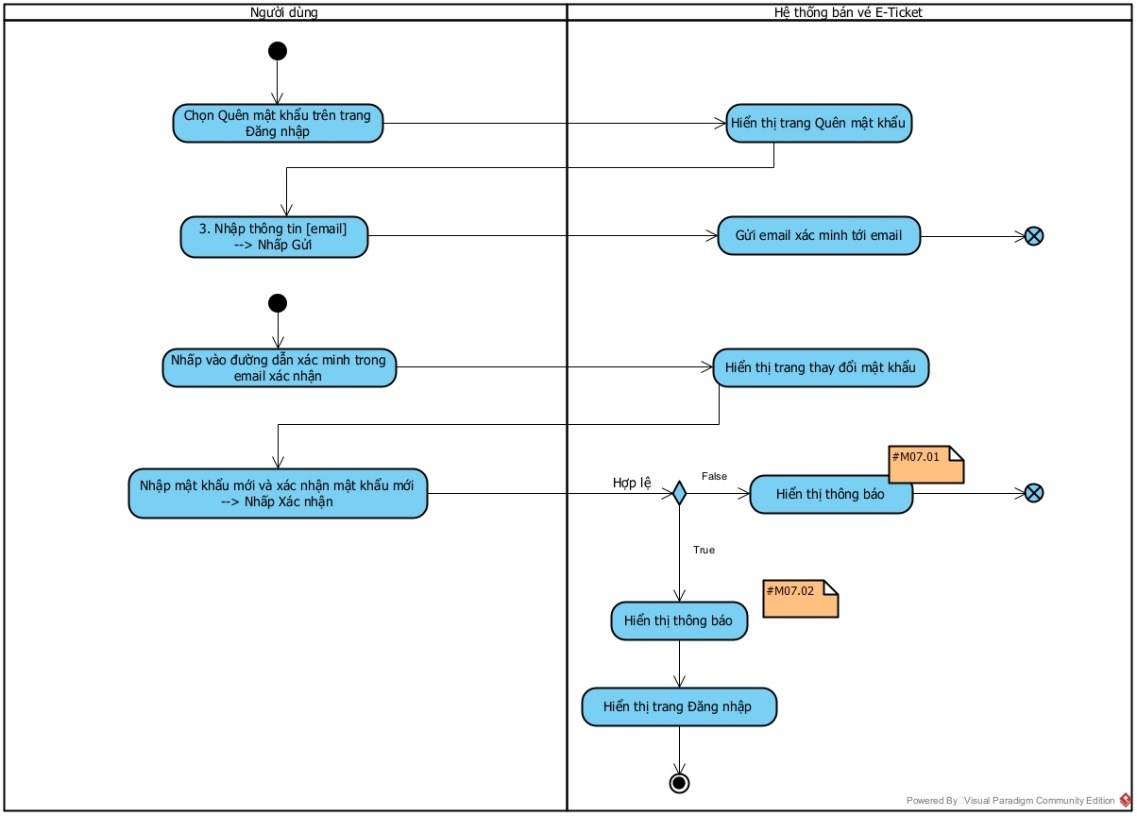 Người dùng
Hệ thống bán vé E-Ticket
Chọn Quên mật khẩu trên trang
Đăng nhập
Hiển thị trang Quên mật khẩu
3. Nhập thông tin [email]
--> Nhấp Gửi
Gửi email xác minh tới email
Nhấp vào đường dẫn xác minh trong
email xác nhận
Hiển thị trang thay đổi mật khẩu
Nhập mật khẩu mới và xác nhận mật khẩu mới
--> Nhấp Xác nhận
Hợp lệ
False
Hiển thị thông báo
#M07.01
True
Hiển thị thông báo
#M07.02
Hiển thị trang Đăng nhập
Powered By Visual Paradigm Community Edition